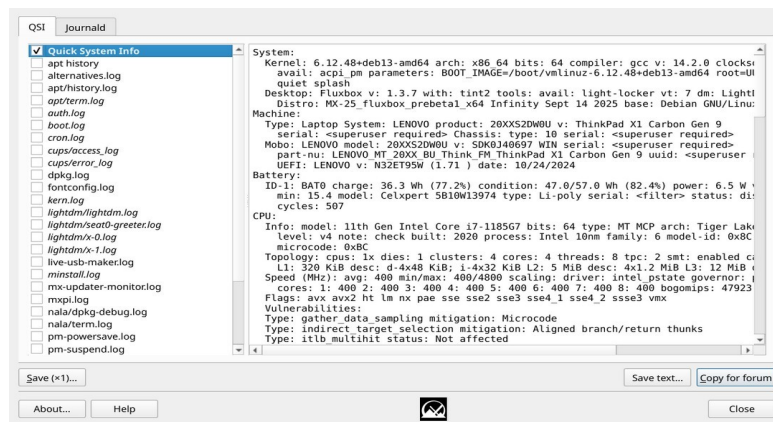 QSI Journald
Quick System Info
apt history
alternatives.log
apt/history.log
apt/term.log
auth.log
boot.log
cron.log
cups/access_log
cups/error_log
dpkg.log
fontconfig.log
kern.log
lightdm/lightdm.log
lightdm/seat0-greeter.log
lightdm/x-0.log
lightdm/x-1.log
live-usb-maker.log
minstall.log
mx-updater-monitor.log
mxpi.log
nala/dpkg-debug.log
nala/term.log
pm-powersave.log
pm-suspend.log
System:
Kernel: 6.12.48+deb13-amd64 arch: x86_64 bits: 64 compiler: gcc v: 14.2.0
avail: acpi_pm parameters: BOOT_IMAGE=/boot/vmlinuz-6.12.48+deb13-amd64
quiet splash
Desktop: Fluxbox v: 1.3.7 with: tint2 tools: avail: light-locker vt: 7 dm:
Distro: MX-25_fluxbox_prebeta1_x64 Infinity Sept 14 2025 base: Debian
Machine:
Type: Laptop System: LENOVO product: 20XXS2DW0U v: ThinkPad X1 Carbon Gen 9
serial: <superuser required> Chassis: type: 10 serial: <superuser required>
Mobo: LENOVO model: 20XXS2DW0U v: SDK0J40697 WIN serial: <superuser required>
part-nu: LENOVO_MT_20XX_BU_Think_FM_ThinkPad X1 Carbon Gen 9 uuid: <superuser
UEFI: LENOVO v: N32ET95W (1.71 ) date: 10/24/2024
Battery:
ID-1: BAT0 charge: 36.3 Wh (77.2%) condition: 47.0/57.0 Wh (82.4%) power: 6.5 W
min: 15.4 model: Celxpert 5B10W13974 type: Li-poly serial: <filter> status:
cycles: 507
CPU:
Info: model: 11th Gen Intel Core i7-1185G7 bits: 64 type: MT MCP arch: Tiger
level: v4 note: check built: 2020 process: Intel 10nm family: 6 model-id: 0x8C
microcode: 0xBC
Topology: cpus: 1x dies: 1 clusters: 4 cores: 4 threads: 8 tpc: 2 smt: enabled
L1: 320 KiB desc: d-4x48 KiB; i-4x32 KiB L2: 5 MiB desc: 4x1.2 MiB L3: 12 MiB
Speed (MHz): avg: 400 min/max: 400/4800 scaling: driver: intel_pstate governor:
cores: 1: 400 2: 400 3: 400 4: 400 5: 400 6: 400 7: 400 8: 400 bogomips: 47923
Flags: avx avx2 ht lm nx pae sse sse2 sse3 sse4_1 sse4_2 ssse3 vmx
Vulnerabilities:
Type: gather_data_sampling mitigation: Microcode
Type: indirect_target_selection mitigation: Aligned branch/return thunks
Type: itlb_multihit status: Not affected
Save (×1)... Save text... Copy for forum
About... Help Close